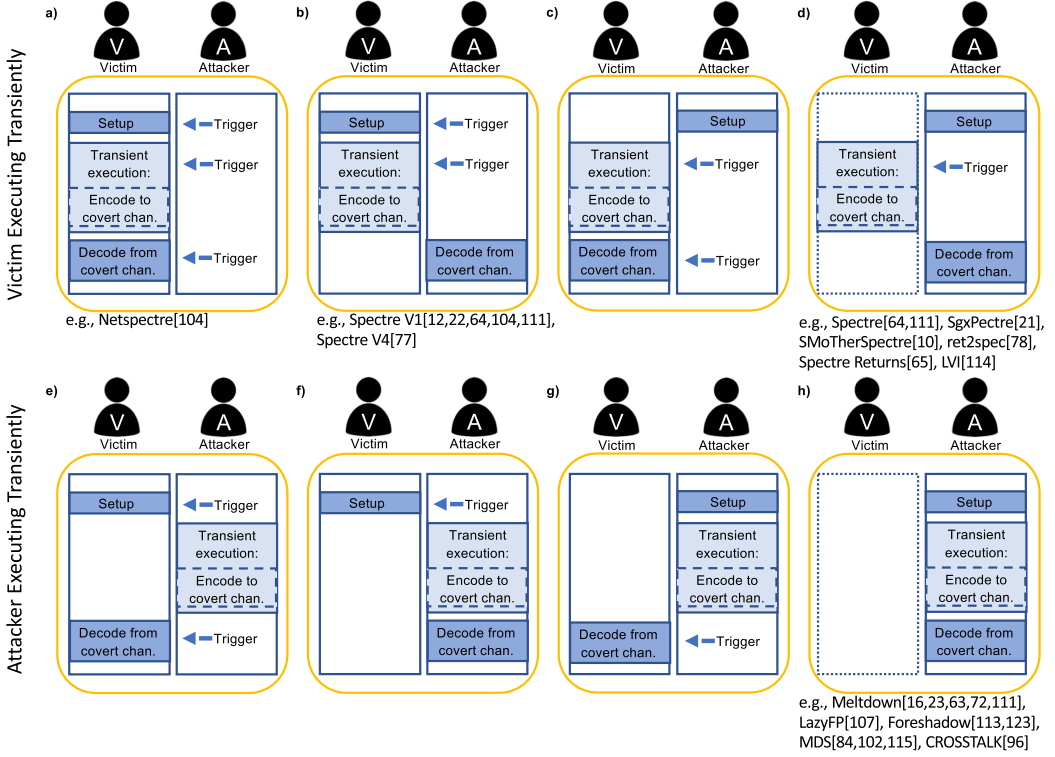 Victim Executing Transiently
a)
V
A
Victim
Attacker
Setup
Trigger
Transient
execution:
Trigger
Encode to
covert chan.
Decode from
covert chan.
Trigger
e.g., Netspectre[104]
b)
V
A
Victim
Attacker
Setup
Trigger
Transient
execution:
Trigger
Encode to
covert chan.
Decode from
covert chan.
e.g., Spectre V1[12,22,64,104,111],
Spectre V4[77]
c)
V
A
Victim
Attacker
Setup
Transient
execution:
Trigger
Encode to
covert chan.
Decode from
covert chan.
Trigger
d)
V
A
Victim
Attacker
Setup
Transient
execution:
Trigger
Encode to
covert chan.
Decode from
covert chan.
e.g., Spectre[64,111], SgxPectre[21],
SMoTherSpectre[10], ret2spec[78],
Spectre Returns[65], LVI[114]
Attacker Executing Transiently
e)
V
A
Victim
Attacker
Setup
Trigger
Transient
execution:
Encode to
covert chan.
Decode from
covert chan.
Trigger
f)
V
A
Victim
Attacker
Setup
Trigger
Transient
execution:
Encode to
covert chan.
Decode from
covert chan.
g)
V
A
Victim
Attacker
Setup
Transient
execution:
Encode to
covert chan.
Decode from
covert chan.
Trigger
h)
V
A
Victim
Attacker
Setup
Transient
execution:
Encode to
covert chan.
Decode from
covert chan.
e.g., Meltdown[16,23,63,72,111],
LazyFP[107], Foreshadow[113,123],
MDS[84,102,115], CROSSTALK[96]